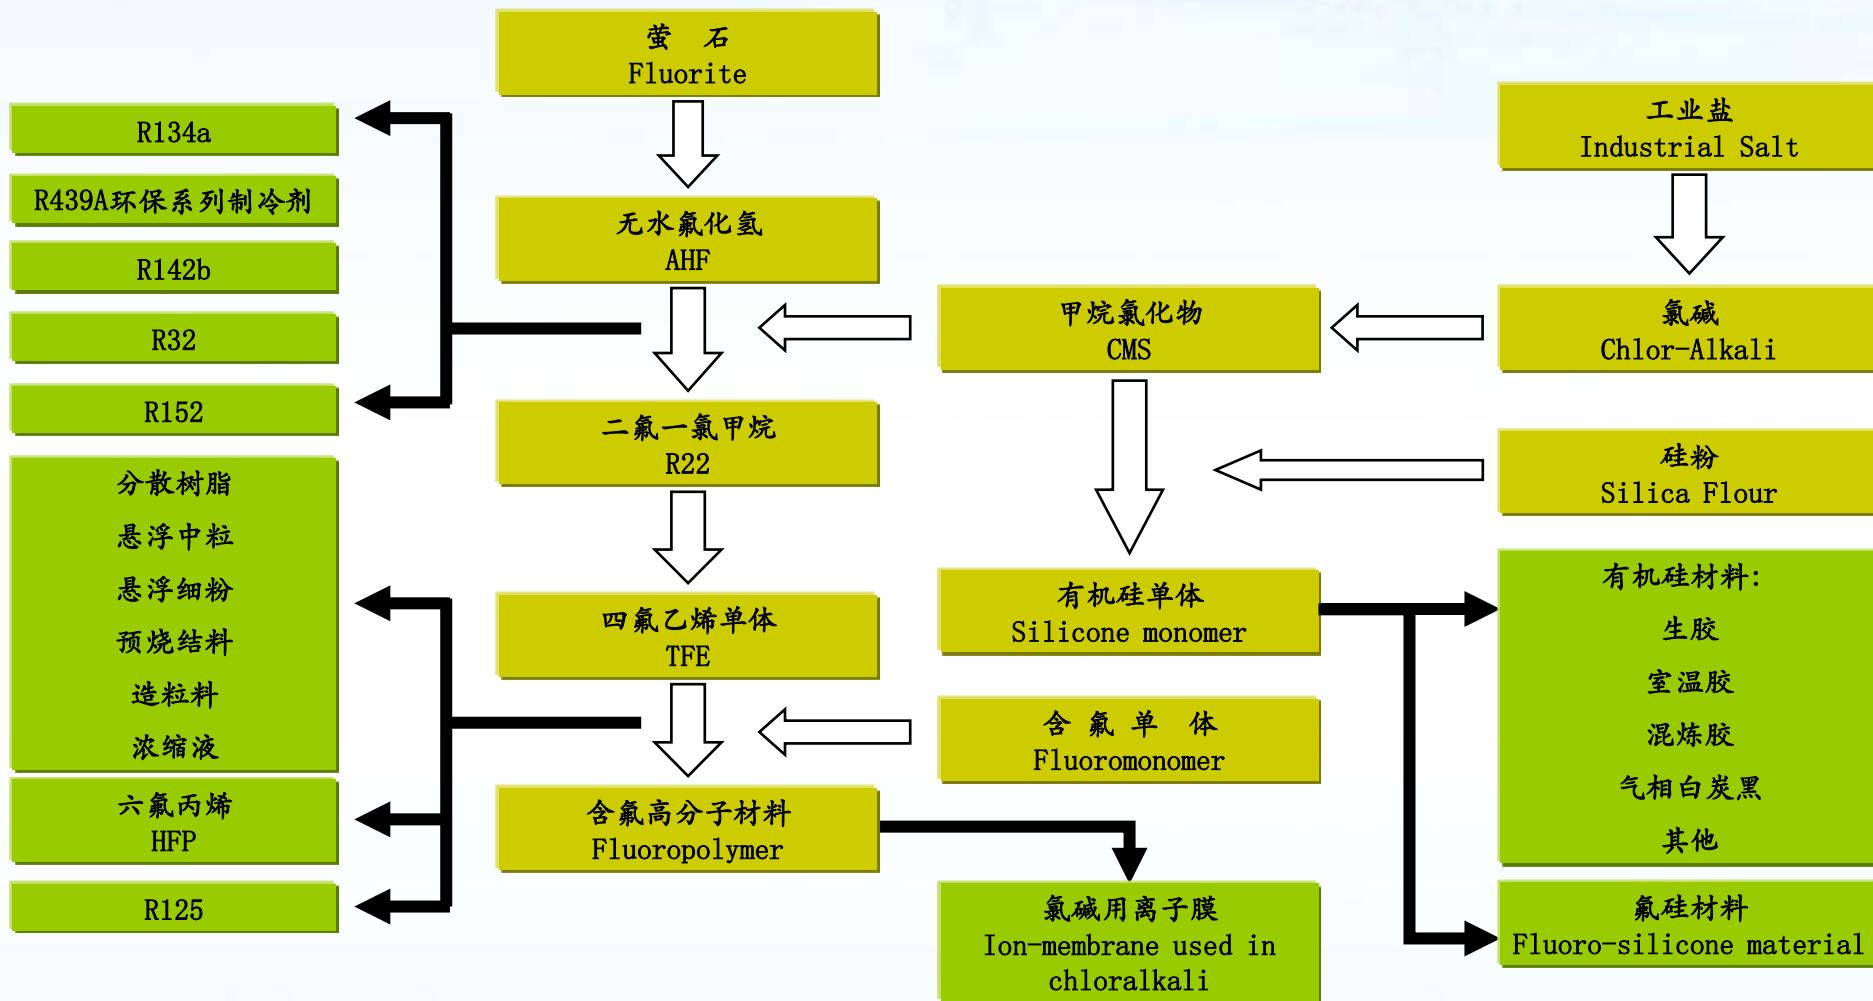 萤 石
Fluorite
工业盐
Industrial Salt
R134a
R439A环保系列制冷剂
R142b
R32
R152
无水氟化氢
AHF
甲烷氯化物
CMS
氯碱
Chlor-Alkali
二氟一氯甲烷
R22
硅粉
Silica Flour
分散树脂
悬浮中粒
悬浮细粉
预烧结料
造粒料
浓缩液
四氟乙烯单体
TFE
有机硅单体
Silicone monomer
有机硅材料:
生胶
室温胶
混炼胶
气相白炭黑
其他
含 氟 单 体
Fluoromonomer
六氟丙烯
HFP
含氟高分子材料
Fluoropolymer
R125
氯碱用离子膜
Ion-membrane used in
chloralkali
氟硅材料
Fluoro-silicone material